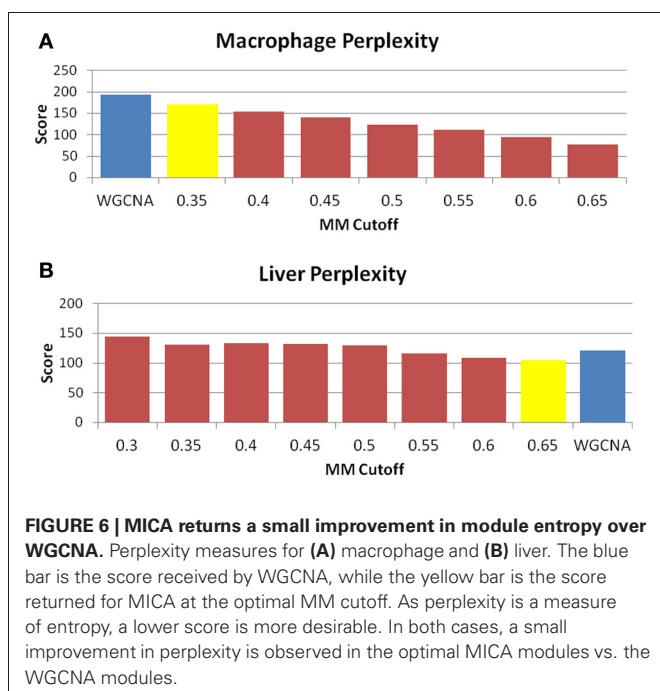 A
Macrophage Perplexity
250
200
150
100
50
0
Score
WGCNA 0.35 0.4 0.45 0.5 0.55 0.6 0.65
MM Cutoff
B
Liver Perplexity
200
150
100
50
0
Score
0.3 0.35 0.4 0.45 0.5 0.55 0.6 0.65 WGCNA
MM Cutoff
FIGURE 6 | MICA returns a small improvement in module entropy over
WGCNA. Perplexity measures for (A) macrophage and (B) liver. The blue
bar is the score received by WGCNA, while the yellow bar is the score
returned for MICA at the optimal MM cutoff. As perplexity is a measure
of entropy, a lower score is more desirable. In both cases, a small
improvement in perplexity is observed in the optimal MICA modules vs. the
WGCNA modules.